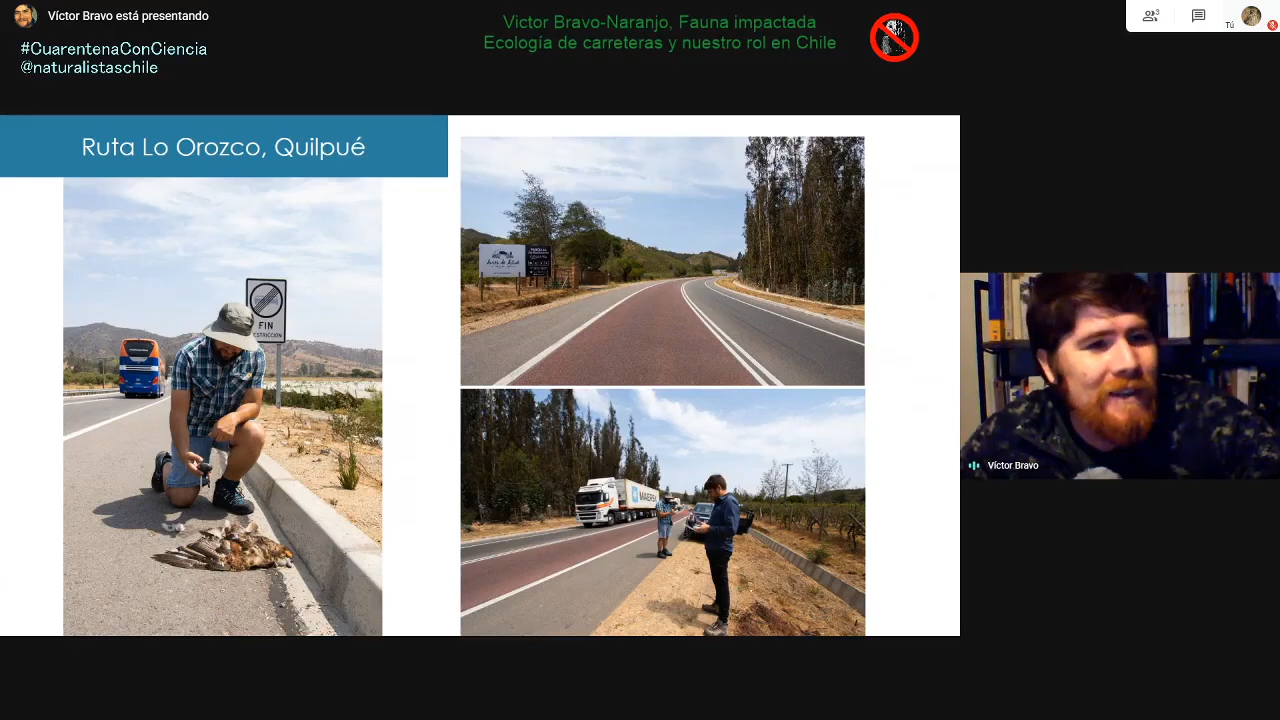 Víctor Bravo está presentando
#CuarentenaConCiencia
@naturalistaschile
Victor Bravo-Naranjo, Fauna impactada
Ecología de carreteras y nuestro rol en Chile
3
Tú
Ruta Lo Orozco, Quilpué
FIN
RESTRICCION
MAERSK
Víctor Bravo